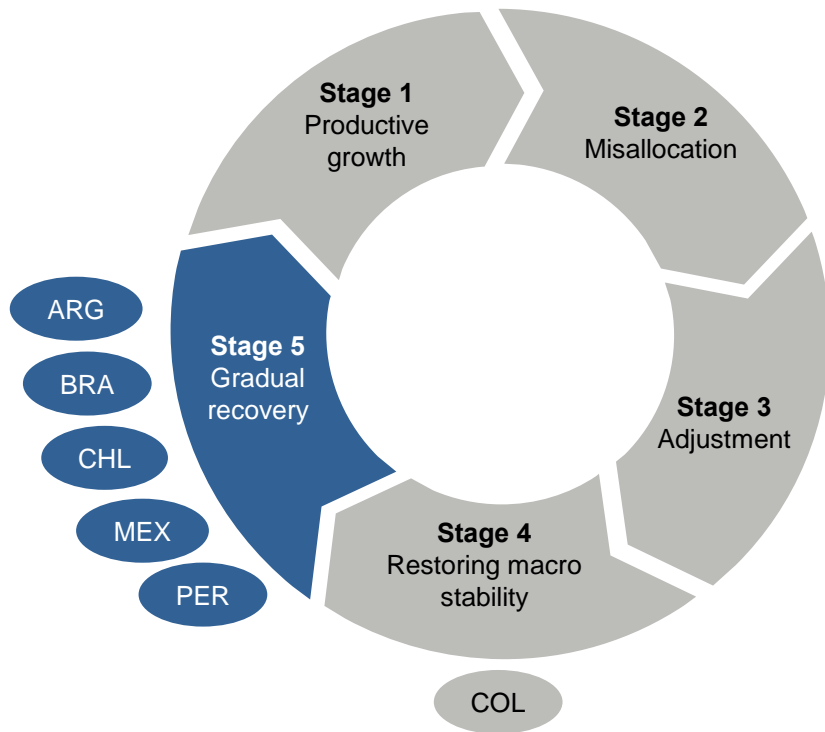 Stage 1
Productive
growth
Stage 2
Misallocation
Stage 3
Adjustment
Stage 4
Restoring macro
stability
Stage 5
Gradual
recovery
ARG
BRA
CHL
MEX
PER
COL